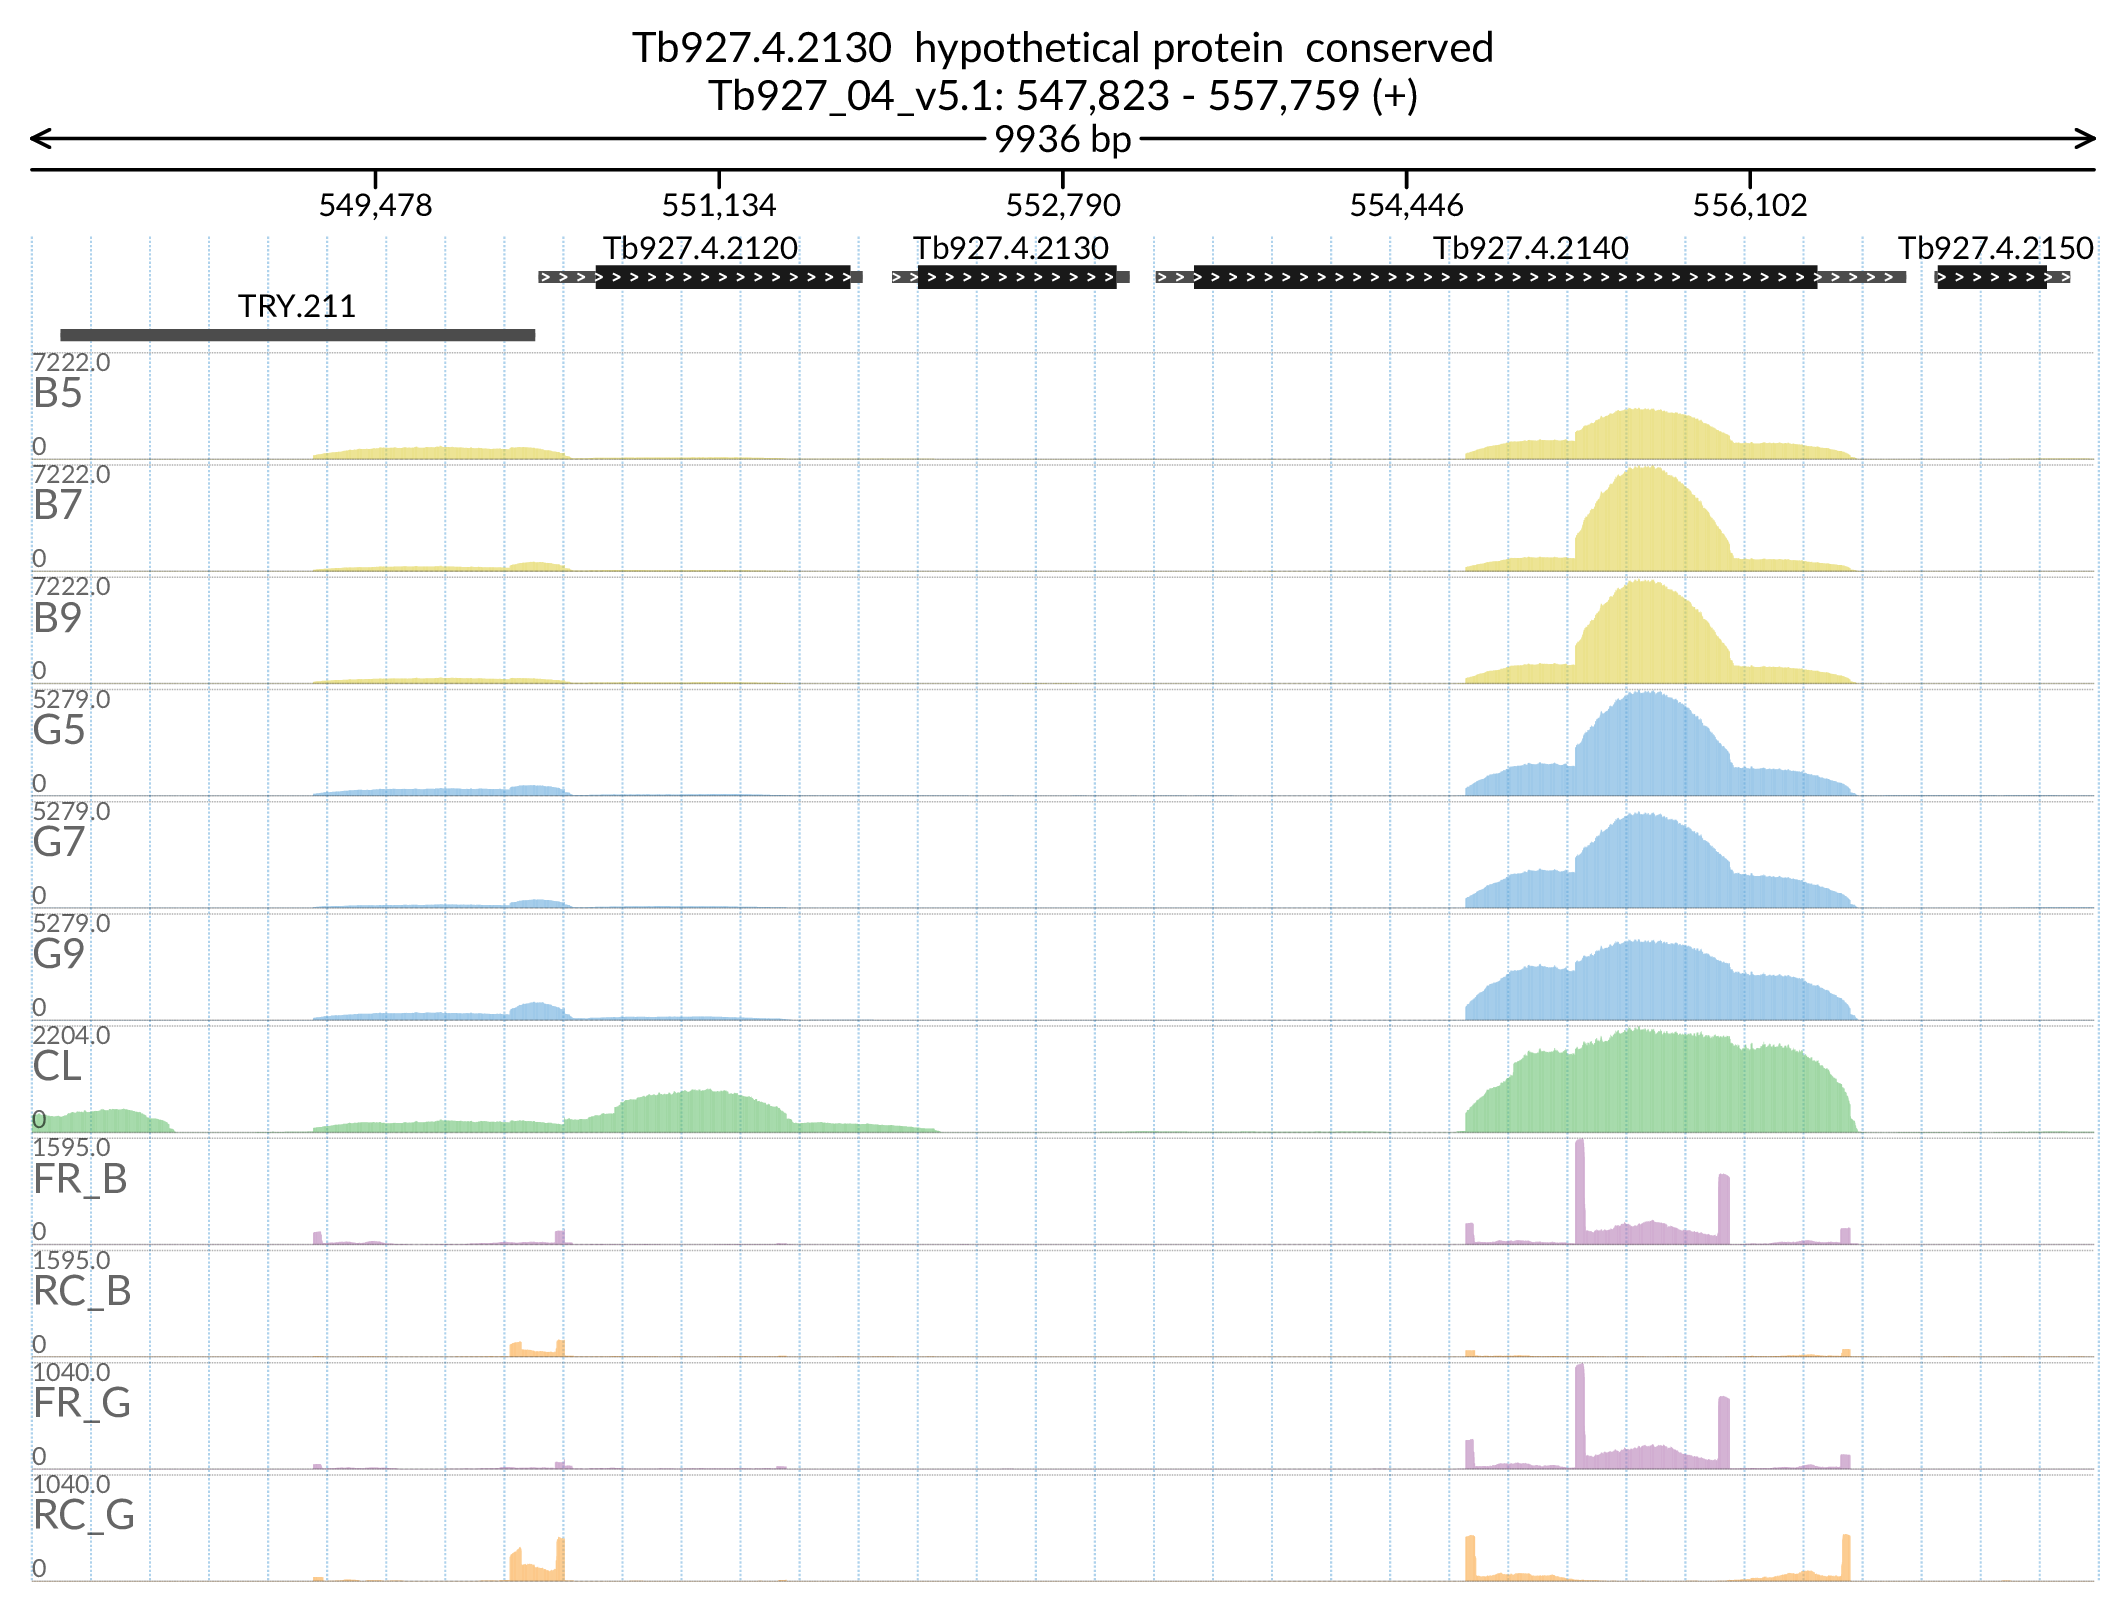 Tb927.4.2130 hypothetical protein conserved
Tb927_04_v5.1: 547,823 - 557,759 (+)
9936 bp
549,478 551,134 552,790 554,446 556,102
Tb927.4.2120 Tb927.4.2130 Tb927.4.2140 Tb927.4.2150
TRY.211
7222.0
B5
0
7222.0
B7
0
7222.0
B9
0
5279.0
G5
0
5279.0
G7
0
5279.0
G9
0
2204.0
CL
0
1595.0
FR_B
0
1595.0
RC_B
0
1040.0
FR_G
0
1040.0
RC_G
0